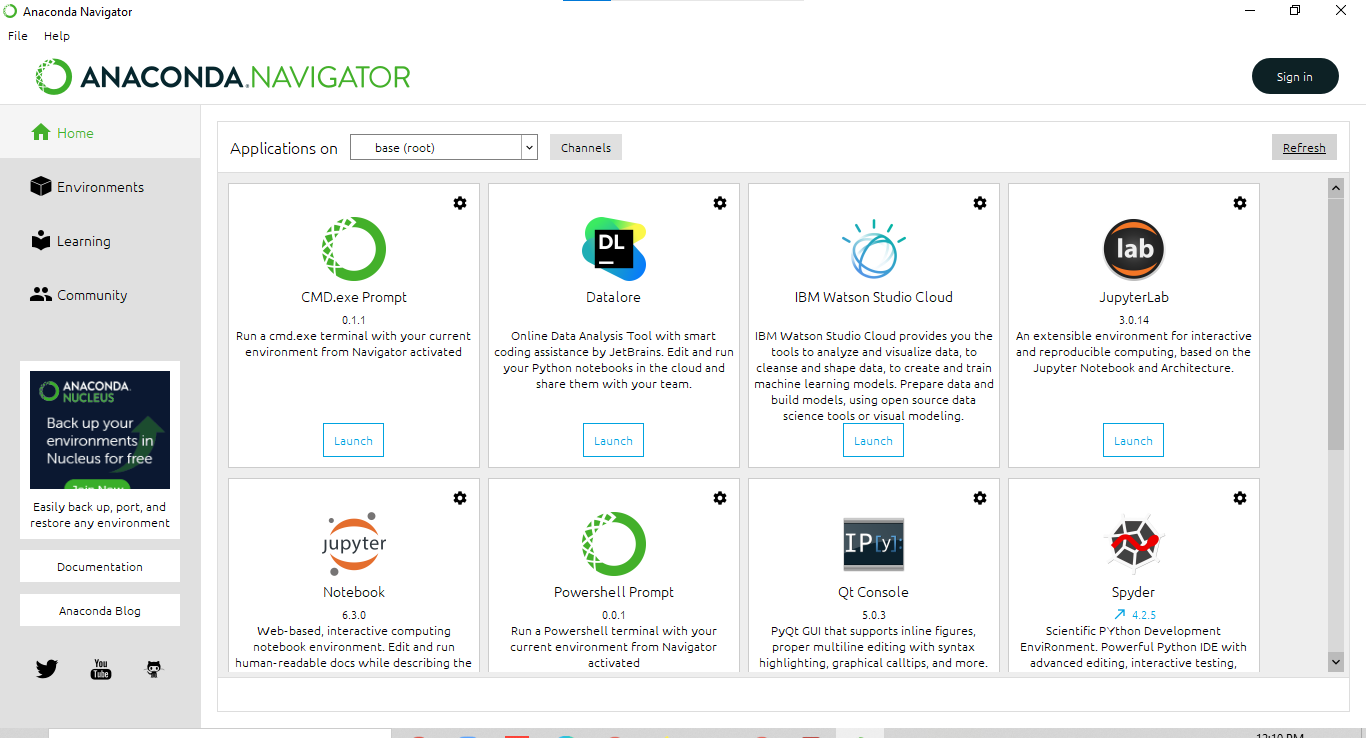 Anaconda Navigator
File Help
ANACONDA.NAVIGATOR
Sign in
Home
Environments
Learning
Community
ANACONDA.
NUCLEUS
Back up your
environments in
Nucleus for free
Join Now
Easily back up, port, and
restore any environment
Documentation
Anaconda Blog
You
Tube
Applications on
base (root)
Channels
Refresh
CMD.exe Prompt
0.1.1
Run a cmd.exe terminal with your current
environment from Navigator activated
Launch
DL
Datalore
Online Data Analysis Tool with smart
coding assistance by JetBrains. Edit and run
your Python notebooks in the cloud and
share them with your team.
Launch
IBM Watson Studio Cloud
IBM Watson Studio Cloud provides you the
tools to analyze and visualize data, to
cleanse and shape data, to create and train
machine learning models. Prepare data and
build models, using open source data
science tools or visual modeling.
Launch
lab
JupyterLab
3.0.14
An extensible environment for interactive
and reproducible computing, based on the
Jupyter Notebook and Architecture.
Launch
jupyter
Notebook
6.3.0
Web-based, interactive computing
notebook environment. Edit and run
human-readable docs while describing the
Powershell Prompt
0.0.1
Run a Powershell terminal with your
current environment from Navigator
activated
IP[y]:
Qt Console
5.0.3
PyQt GUI that supports inline figures,
proper multiline editing with syntax
highlighting, graphical calltips, and more.
Spyder
4.2.5
Scientific PYthon Development
EnviRonment. Powerful Python IDE with
advanced editing, interactive testing,
12:10 PM